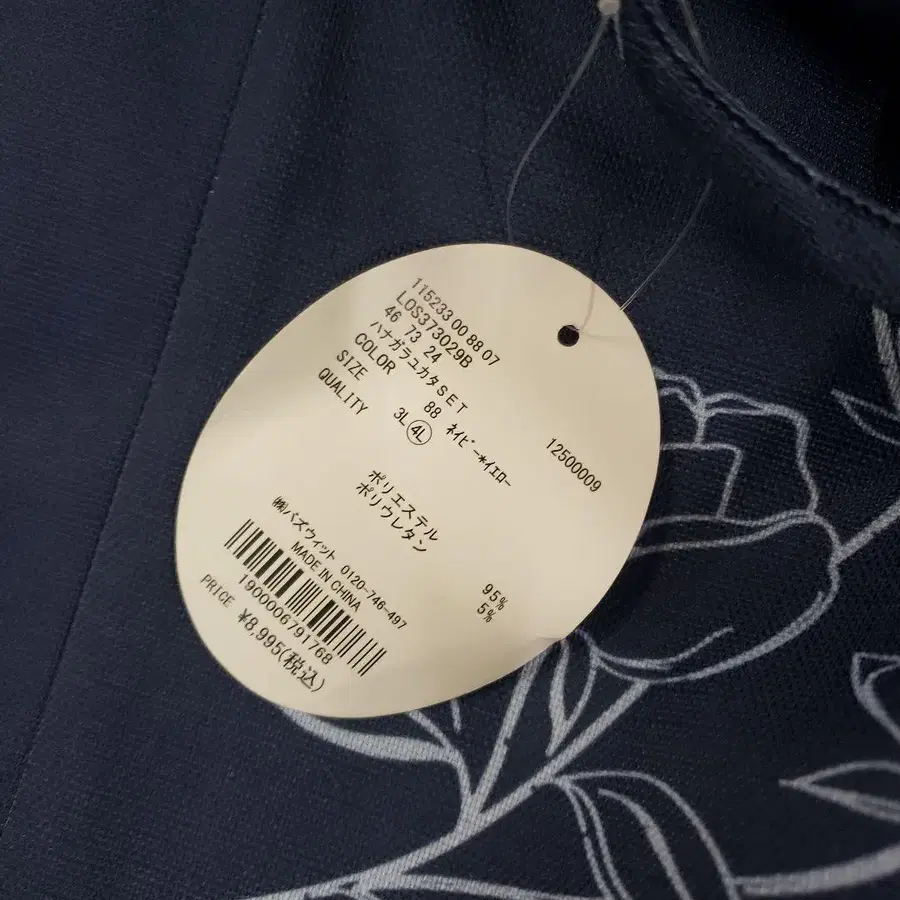 115233 00 88 07
LOS373029B
46 73 24
ハナガラユカタSET
COLOR 88 ﾈｲﾋﾞｰ*ｲｴﾛｰ
SIZE 3L 4L
QUALITY
12500009
ポリエステル 95%
ポリウレタン 5%
㈱バズウィット 0120-746-497
MADE IN CHINA
1900006791768
PRICE ¥8,995(税込)